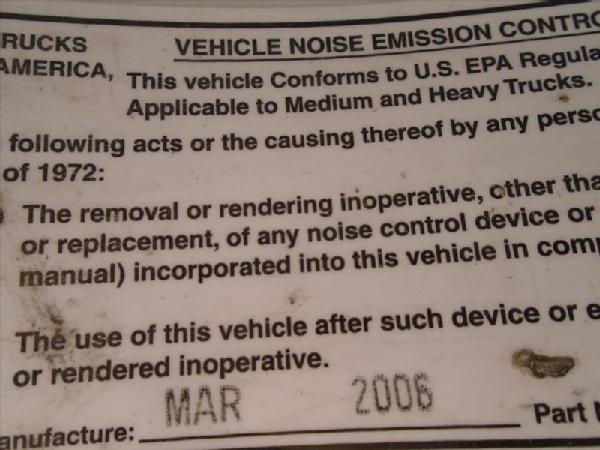 RUCKS
AMERICA,
VEHICLE NOISE EMISSION CONTRO
This vehicle Conforms to U.S. EPA Regula
Applicable to Medium and Heavy Trucks.
following acts or the causing thereof by any perso
of 1972:
The removal or rendering inoperative, other tha
or replacement, of any noise control device or
manual) incorporated into this vehicle in comp
The use of this vehicle after such device or e
or rendered inoperative.
MAR 2006
anufacture: Part N